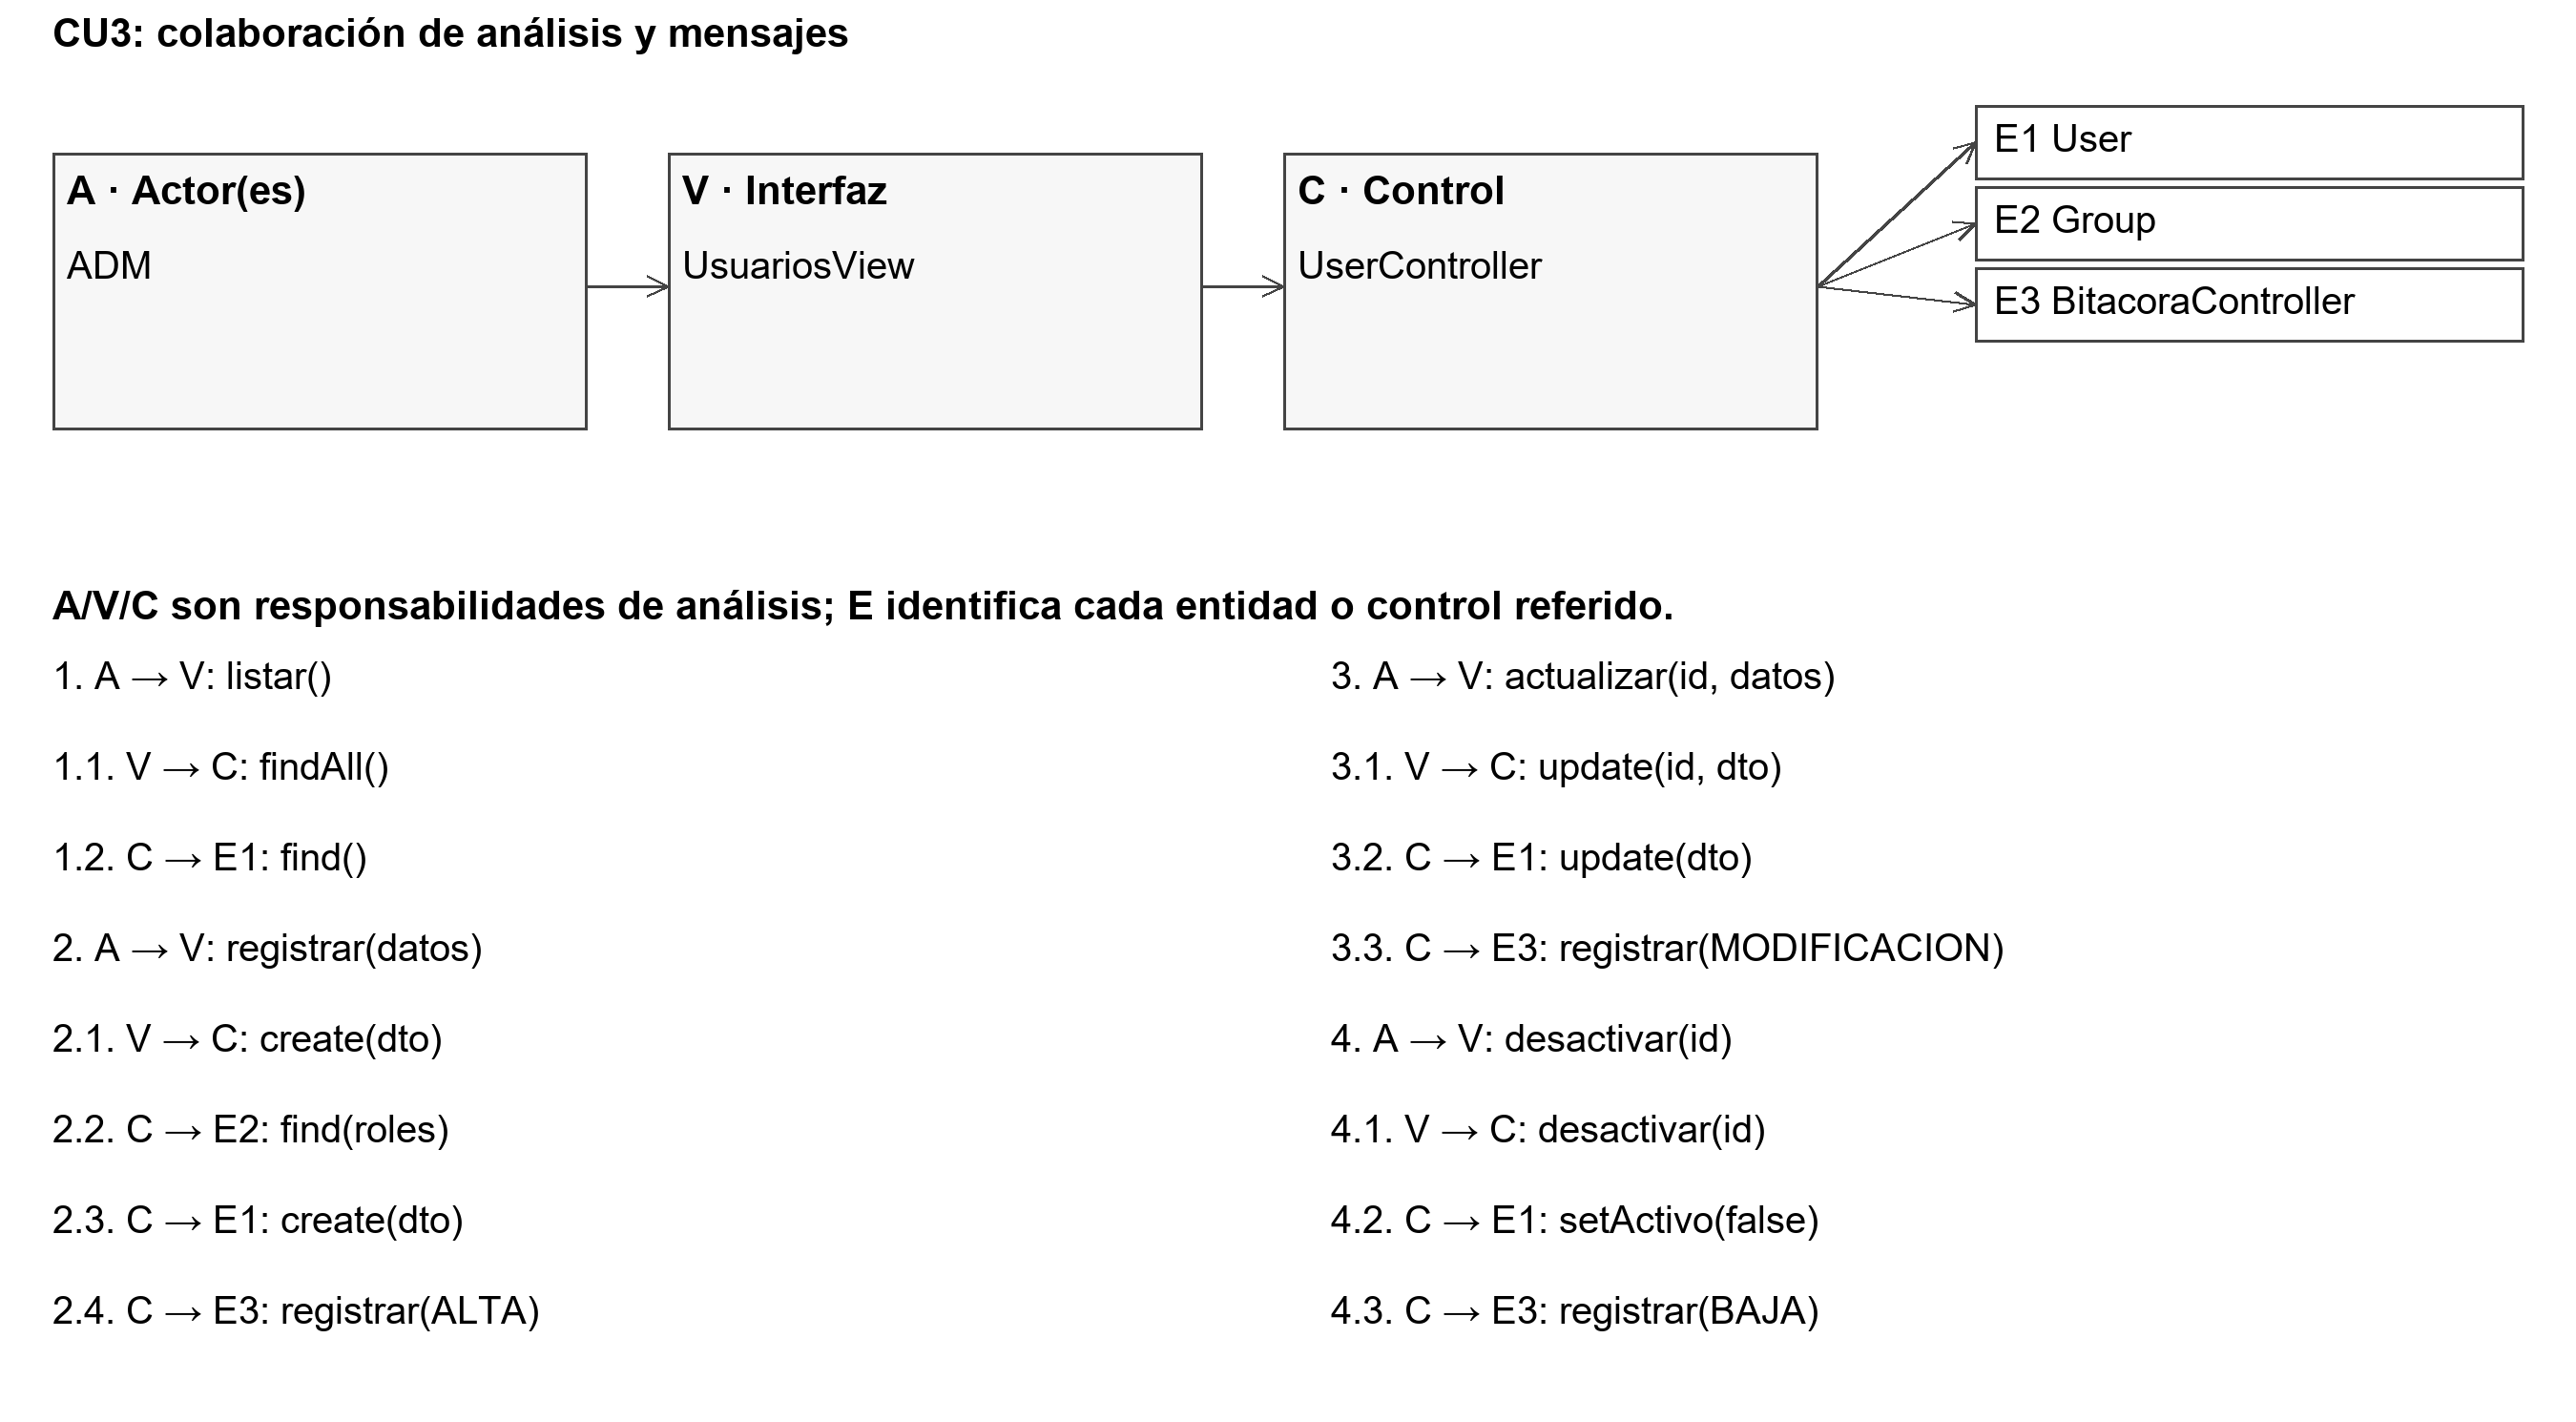 CU3: colaboración de análisis y mensajes
A · Actor(es)
ADM
V · Interfaz
UsuariosView
C · Control
UserController
E1 User
E2 Group
E3 BitacoraController
A/V/C son responsabilidades de análisis; E identifica cada entidad o control referido.
1. A → V: listar()
1.1. V → C: findAll()
1.2. C → E1: find()
2. A → V: registrar(datos)
2.1. V → C: create(dto)
2.2. C → E2: find(roles)
2.3. C → E1: create(dto)
2.4. C → E3: registrar(ALTA)
3. A → V: actualizar(id, datos)
3.1. V → C: update(id, dto)
3.2. C → E1: update(dto)
3.3. C → E3: registrar(MODIFICACION)
4. A → V: desactivar(id)
4.1. V → C: desactivar(id)
4.2. C → E1: setActivo(false)
4.3. C → E3: registrar(BAJA)